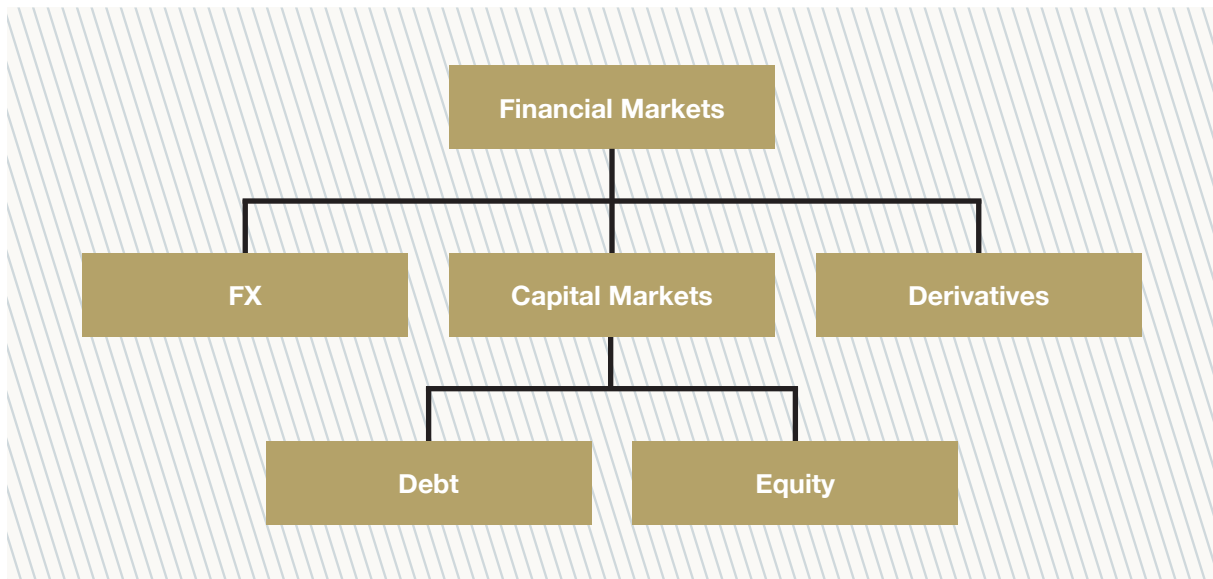 Financial Markets
FX
Capital Markets
Derivatives
Debt
Equity